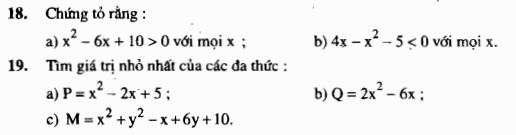 18. Chứng tỏ rằng :
a) x² – 6x + 10 > 0 với mọi x ; b) 4x – x² – 5 < 0 với mọi x.
19. Tìm giá trị nhỏ nhất của các đa thức :
a) P = x² – 2x + 5 ; b) Q = 2x² – 6x ;
c) M = x² + y² – x + 6y + 10.